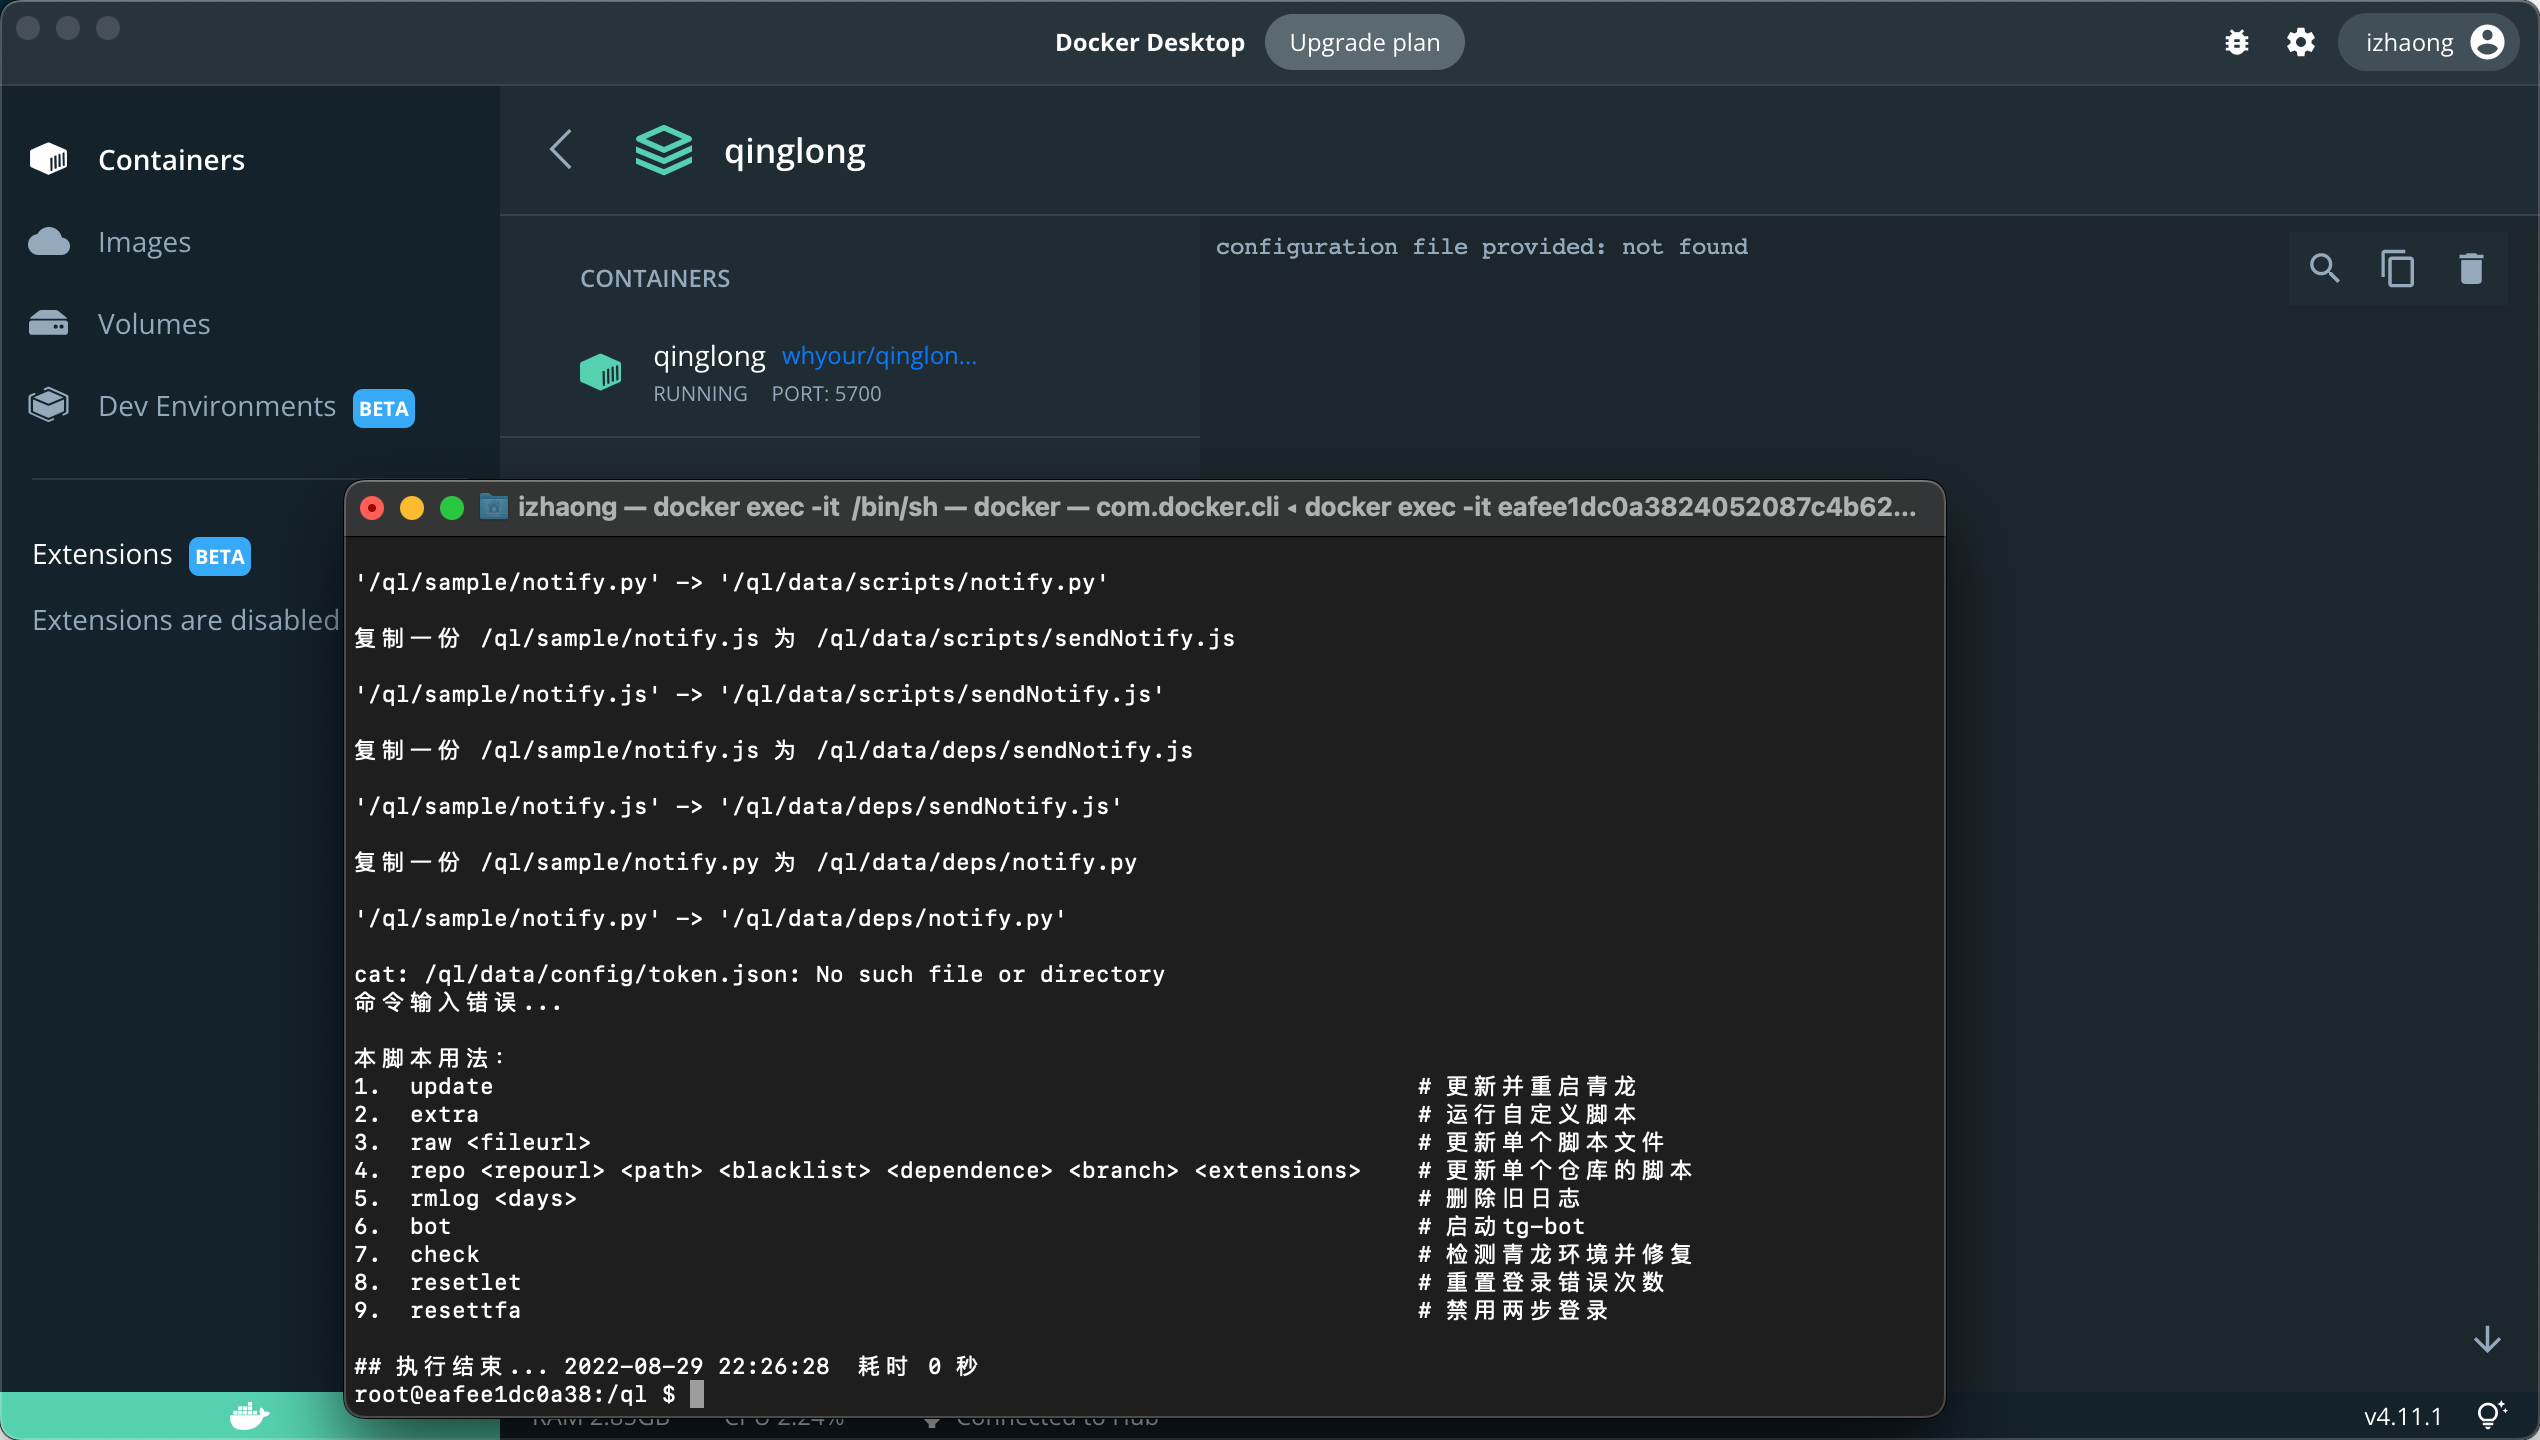 Docker Desktop Upgrade plan
izhaong
Containers
Images
Volumes
Dev Environments BETA
Extensions BETA
Extensions are disabled
qinglong
CONTAINERS
qinglong whyour/qinglon...
RUNNING PORT: 5700
configuration file provided: not found
izhaong — docker exec -it /bin/sh — docker — com.docker.cli ◂ docker exec -it eafee1dc0a3824052087c4b62...
'/ql/sample/notify.py' -> '/ql/data/scripts/notify.py'
复制一份 /ql/sample/notify.js 为 /ql/data/scripts/sendNotify.js
'/ql/sample/notify.js' -> '/ql/data/scripts/sendNotify.js'
复制一份 /ql/sample/notify.js 为 /ql/data/deps/sendNotify.js
'/ql/sample/notify.js' -> '/ql/data/deps/sendNotify.js'
复制一份 /ql/sample/notify.py 为 /ql/data/deps/notify.py
'/ql/sample/notify.py' -> '/ql/data/deps/notify.py'
cat: /ql/data/config/token.json: No such file or directory
命令输入错误...
本脚本用法：
1. update # 更新并重启青龙
2. extra # 运行自定义脚本
3. raw <fileurl> # 更新单个脚本文件
4. repo <repourl> <path> <blacklist> <dependence> <branch> <extensions> # 更新单个仓库的脚本
5. rmlog <days> # 删除旧日志
6. bot # 启动tg-bot
7. check # 检测青龙环境并修复
8. resetlet # 重置登录错误次数
9. resettfa # 禁用两步登录
## 执行结束... 2022-08-29 22:26:28 耗时 0 秒
root@eafee1dc0a38:/ql $
RAM 2.85GB CPU 2.24% Connected to Hub
v4.11.1